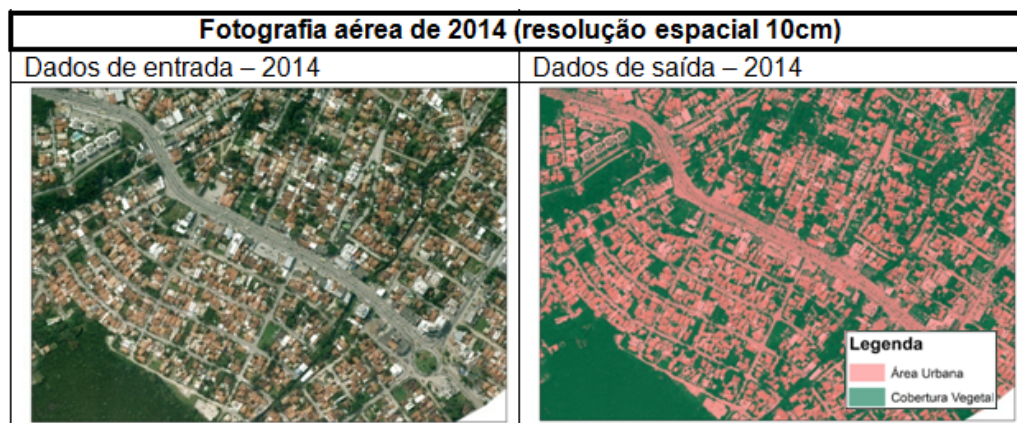 Fotografia aérea de 2014 (resolução espacial 10cm)
Dados de entrada – 2014
Dados de saída – 2014
Legenda
Área Urbana
Cobertura Vegetal